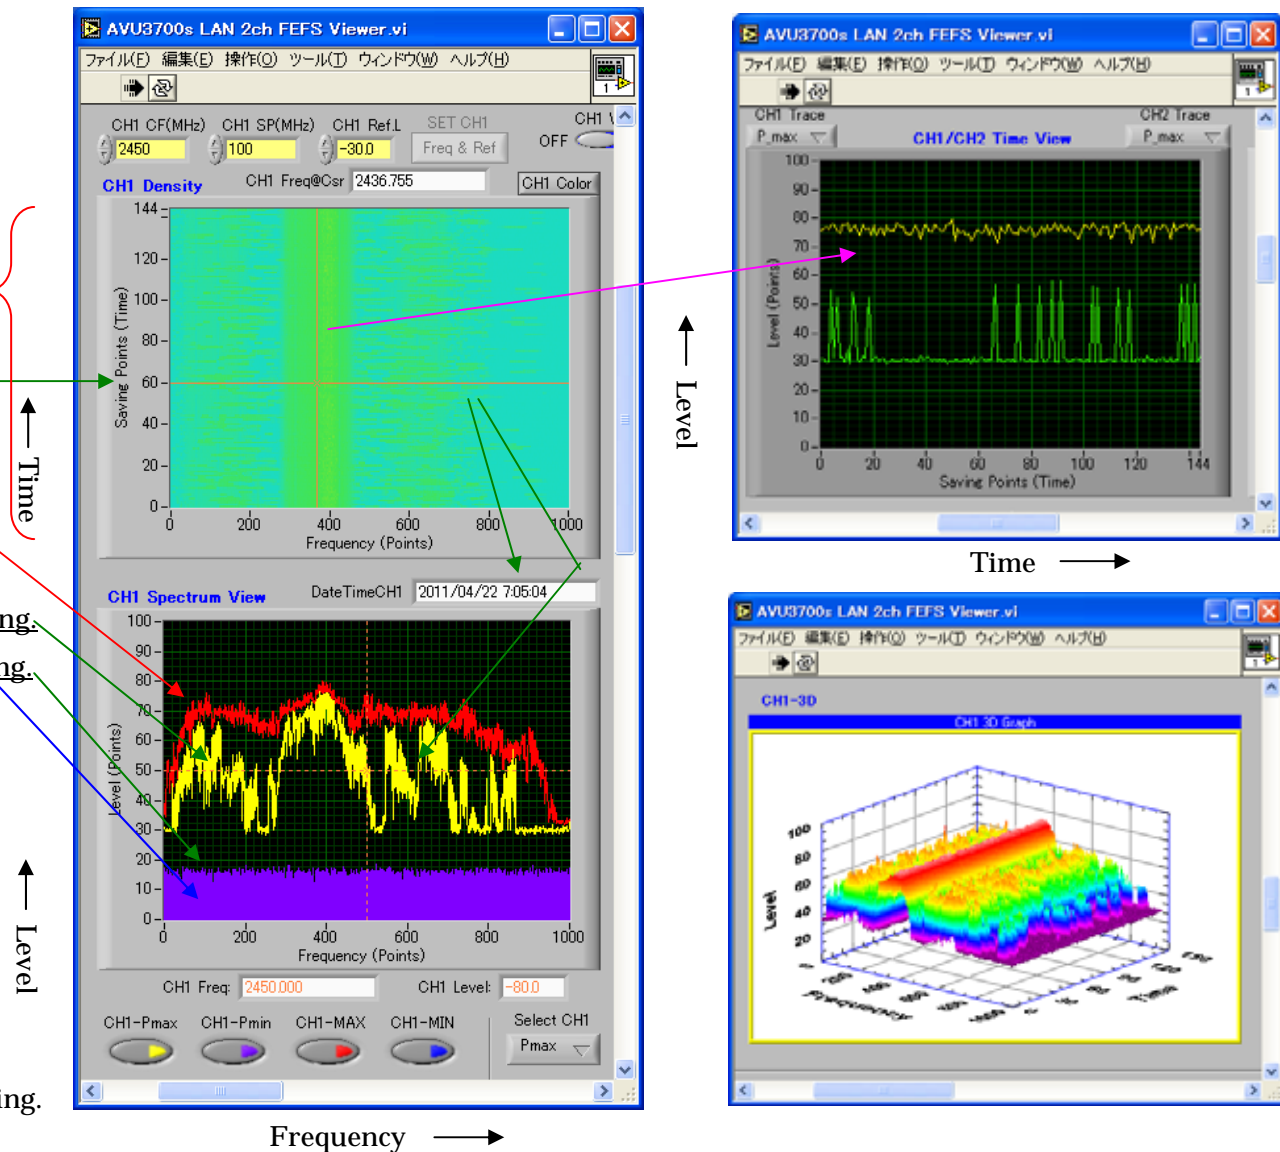 AVU3700s LAN 2ch FEFS Viewer.vi
ファイル(F) 編集(E) 操作(O) ツール(T) ウィンドウ(W) ヘルプ(H)
1
CH1 CF(MHz) CH1 SP(MHz) CH1 Ref.L SET CH1 CH1 V
2450 100 -30.0 Freq & Ref OFF
CH1 Density CH1 Freq@Csr 2436.755 CH1 Color
144
120
100
80
60
40
20
0
Saving Points (Time)
0 200 400 600 800 1000
Frequency (Points)
Time
CH1 Spectrum View DateTimeCH1 2011/04/22 7:05:04
100
90
80
70
60
50
40
30
20
10
0
Level (Points)
0 200 400 600 800 1000
Frequency (Points)
ng.
ng.
Level
CH1 Freq: 2450.000 CH1 Level: -80.0
CH1-Pmax CH1-Pmin CH1-MAX CH1-MIN Select CH1
Pmax
ing.
Frequency
AVU3700s LAN 2ch FEFS Viewer.vi
ファイル(F) 編集(E) 操作(O) ツール(T) ウィンドウ(W) ヘルプ(H)
1
CH1 Trace CH2 Trace
P_max CH1/CH2 Time View P_max
100
90
80
70
60
50
40
30
20
10
0
Level (Points)
0 20 40 60 80 100 120 144
Saving Points (Time)
Level
Time
AVU3700s LAN 2ch FEFS Viewer.vi
ファイル(F) 編集(E) 操作(O) ツール(T) ウィンドウ(W) ヘルプ(H)
1
CH1-3D
CH1 3D Graph
100
80
60
40
20
Level
Frequency
Time